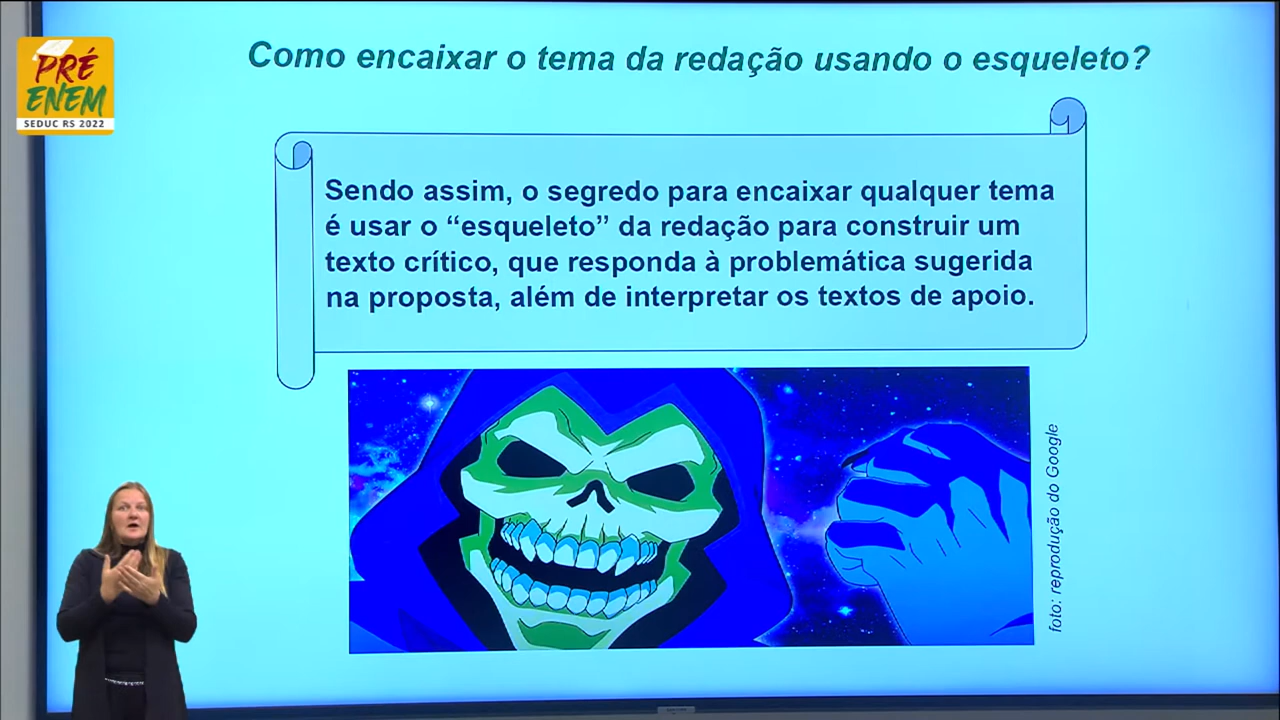 PRÉ
ENEM
SEDUC RS 2022
Como encaixar o tema da redação usando o esqueleto?
Sendo assim, o segredo para encaixar qualquer tema
é usar o “esqueleto” da redação para construir um
texto crítico, que responda à problemática sugerida
na proposta, além de interpretar os textos de apoio.
foto: reprodução do Google